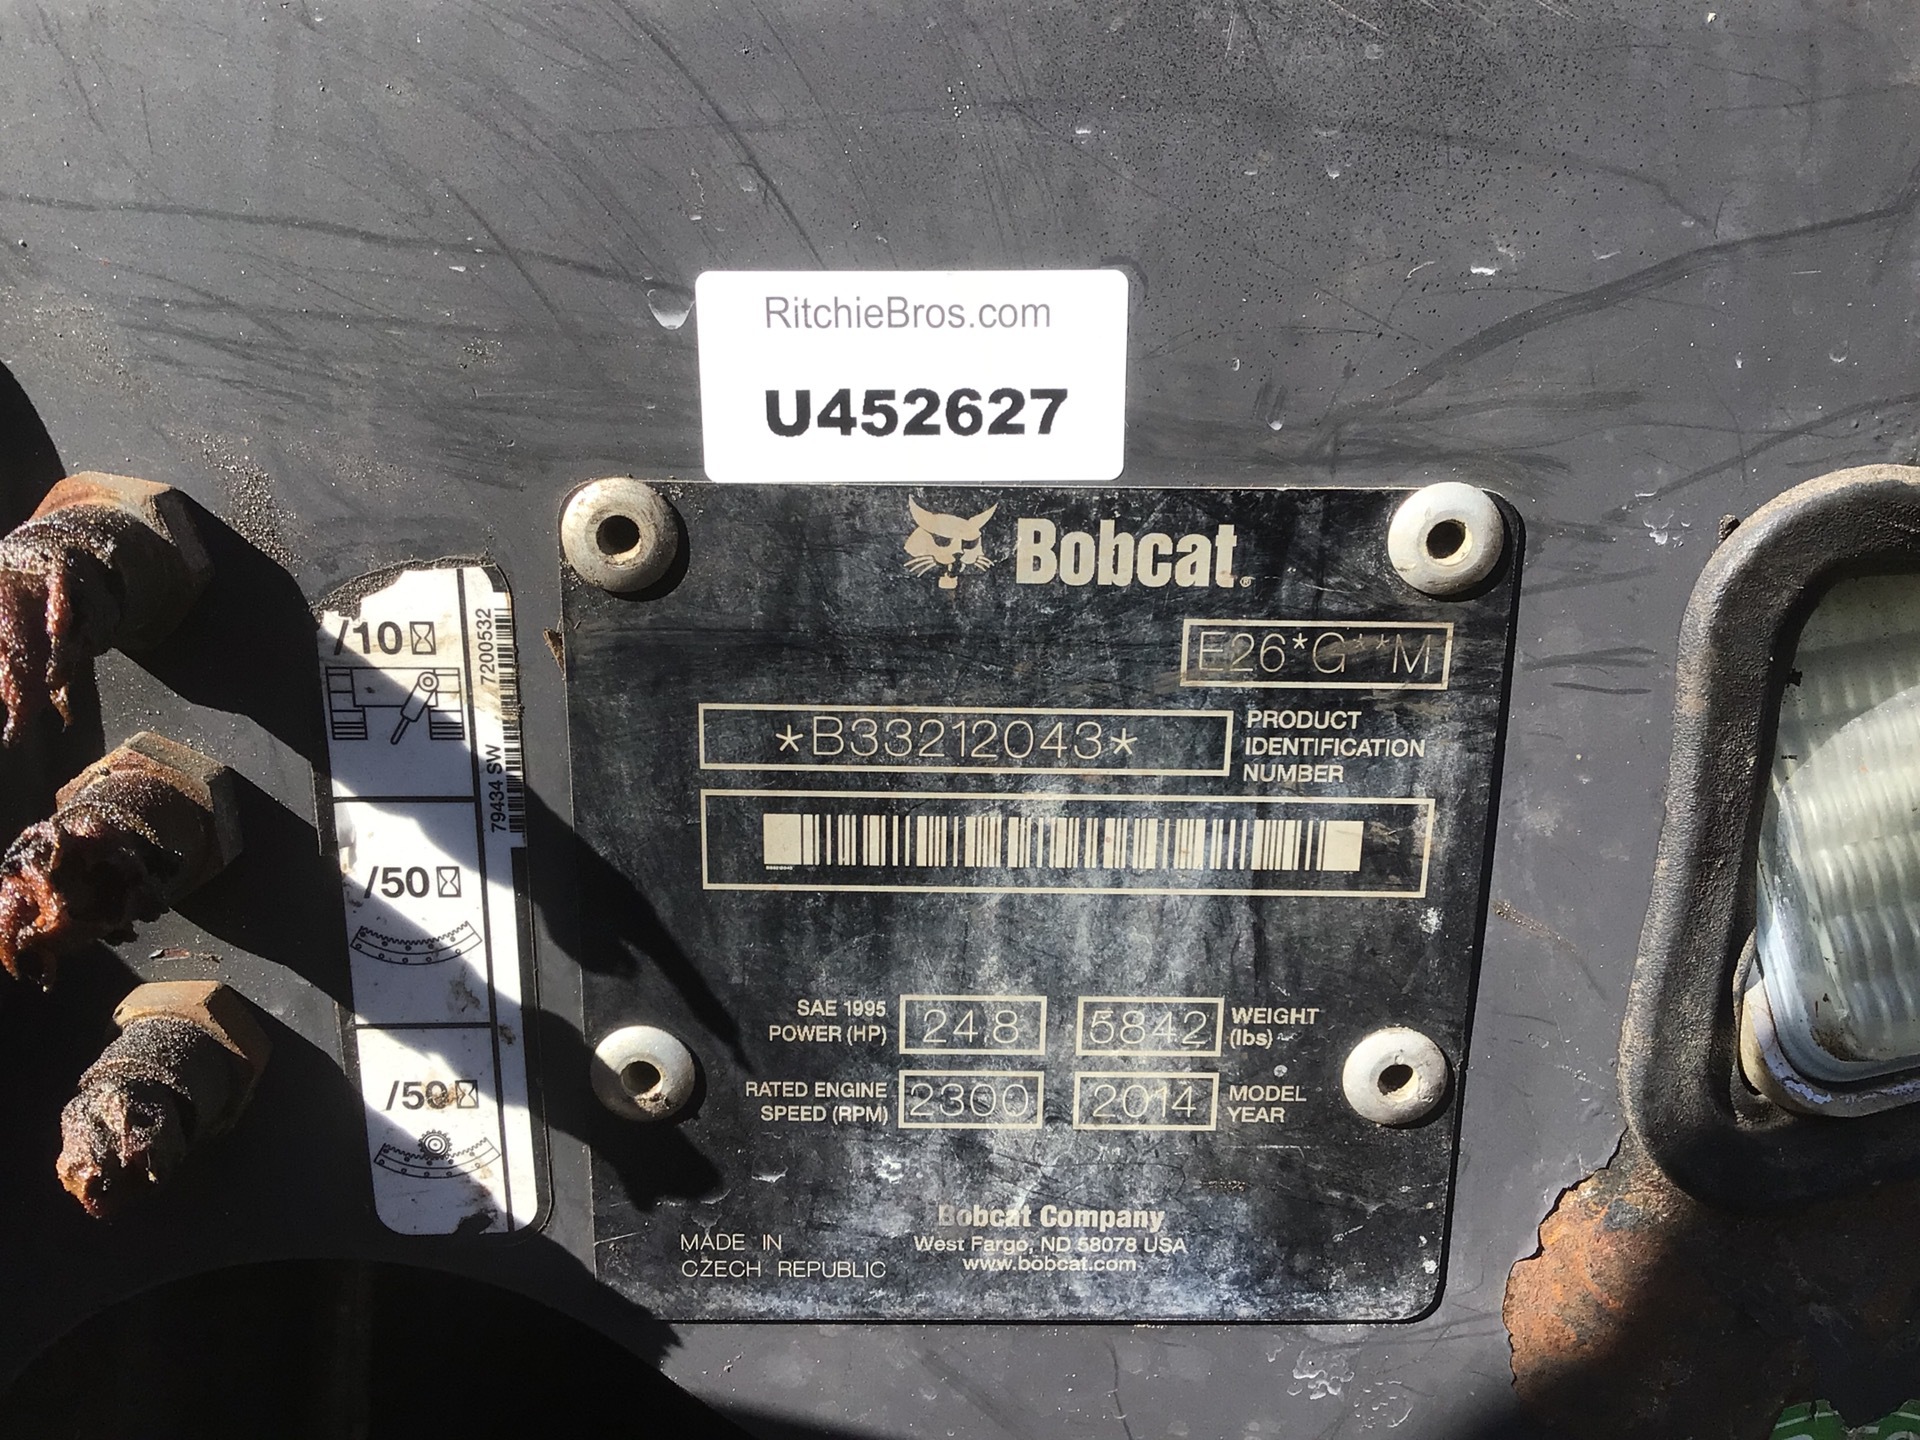 RitchieBros.com
U452627
Bobcat®
E26*G**M
*B33212043*
PRODUCT
IDENTIFICATION
NUMBER
SAE 1995
POWER (HP)
24.8
5842
WEIGHT
(lbs)
RATED ENGINE
SPEED (RPM)
2300
2014
MODEL
YEAR
Bobcat Company
West Fargo, ND 58078 USA
www.bobcat.com
MADE IN
CZECH REPUBLIC
/10
/50
/50
7200532
79434 SW